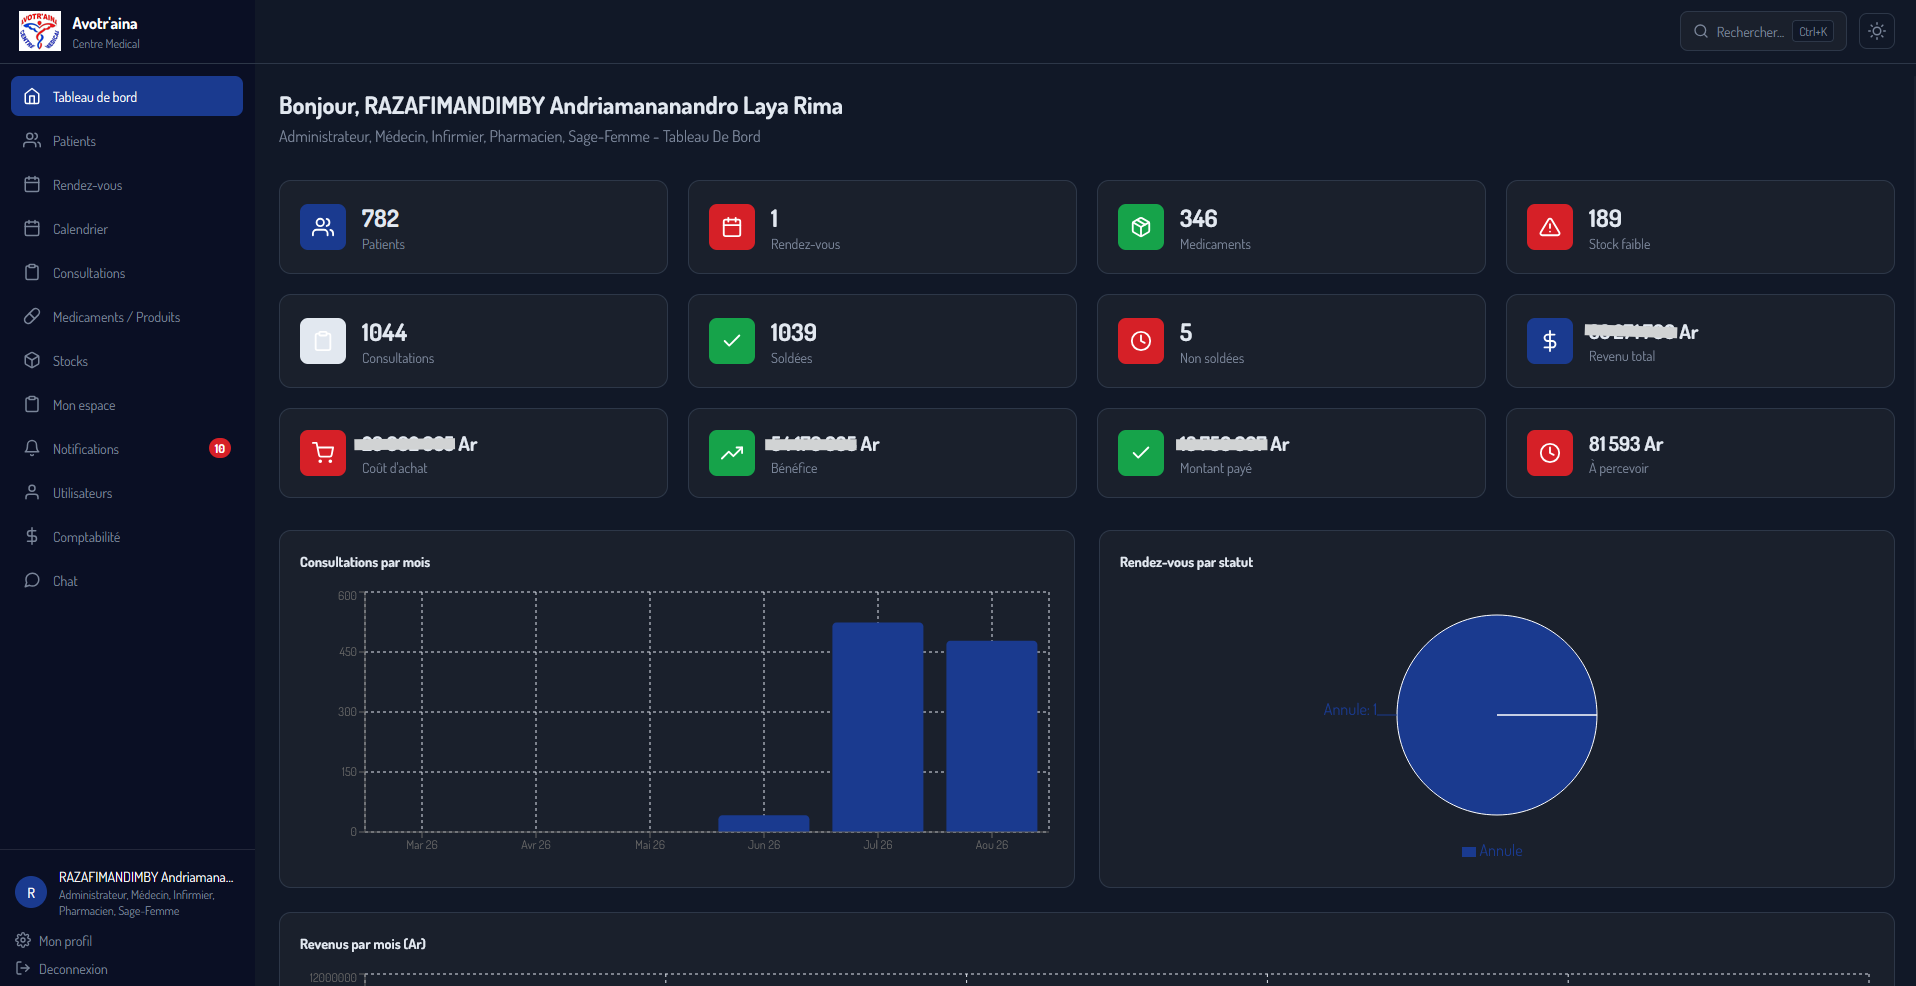 Avotr'aina
Centre Medical
Rechercher... Ctrl+K
Tableau de bord
Patients
Rendez-vous
Calendrier
Consultations
Medicaments / Produits
Stocks
Mon espace
Notifications 10
Utilisateurs
Comptabilité
Chat
RAZAFIMANDIMBY Andriamana...
Administrateur, Médecin, Infirmier,
Pharmacien, Sage-Femme
Mon profil
Deconnexion
Bonjour, RAZAFIMANDIMBY Andriamananandro Laya Rima
Administrateur, Médecin, Infirmier, Pharmacien, Sage-Femme - Tableau De Bord
782
Patients
1
Rendez-vous
346
Medicaments
189
Stock faible
1044
Consultations
1039
Soldées
5
Non soldées
Ar
Revenu total
Ar
Coût d'achat
Ar
Bénéfice
Ar
Montant payé
81 593 Ar
À percevoir
Consultations par mois
600
450
300
150
0
Mar 26 Avr 26 Mai 26 Jun 26 Jul 26 Aou 26
Rendez-vous par statut
Annule: 1
Annule
Revenus par mois (Ar)
12000000